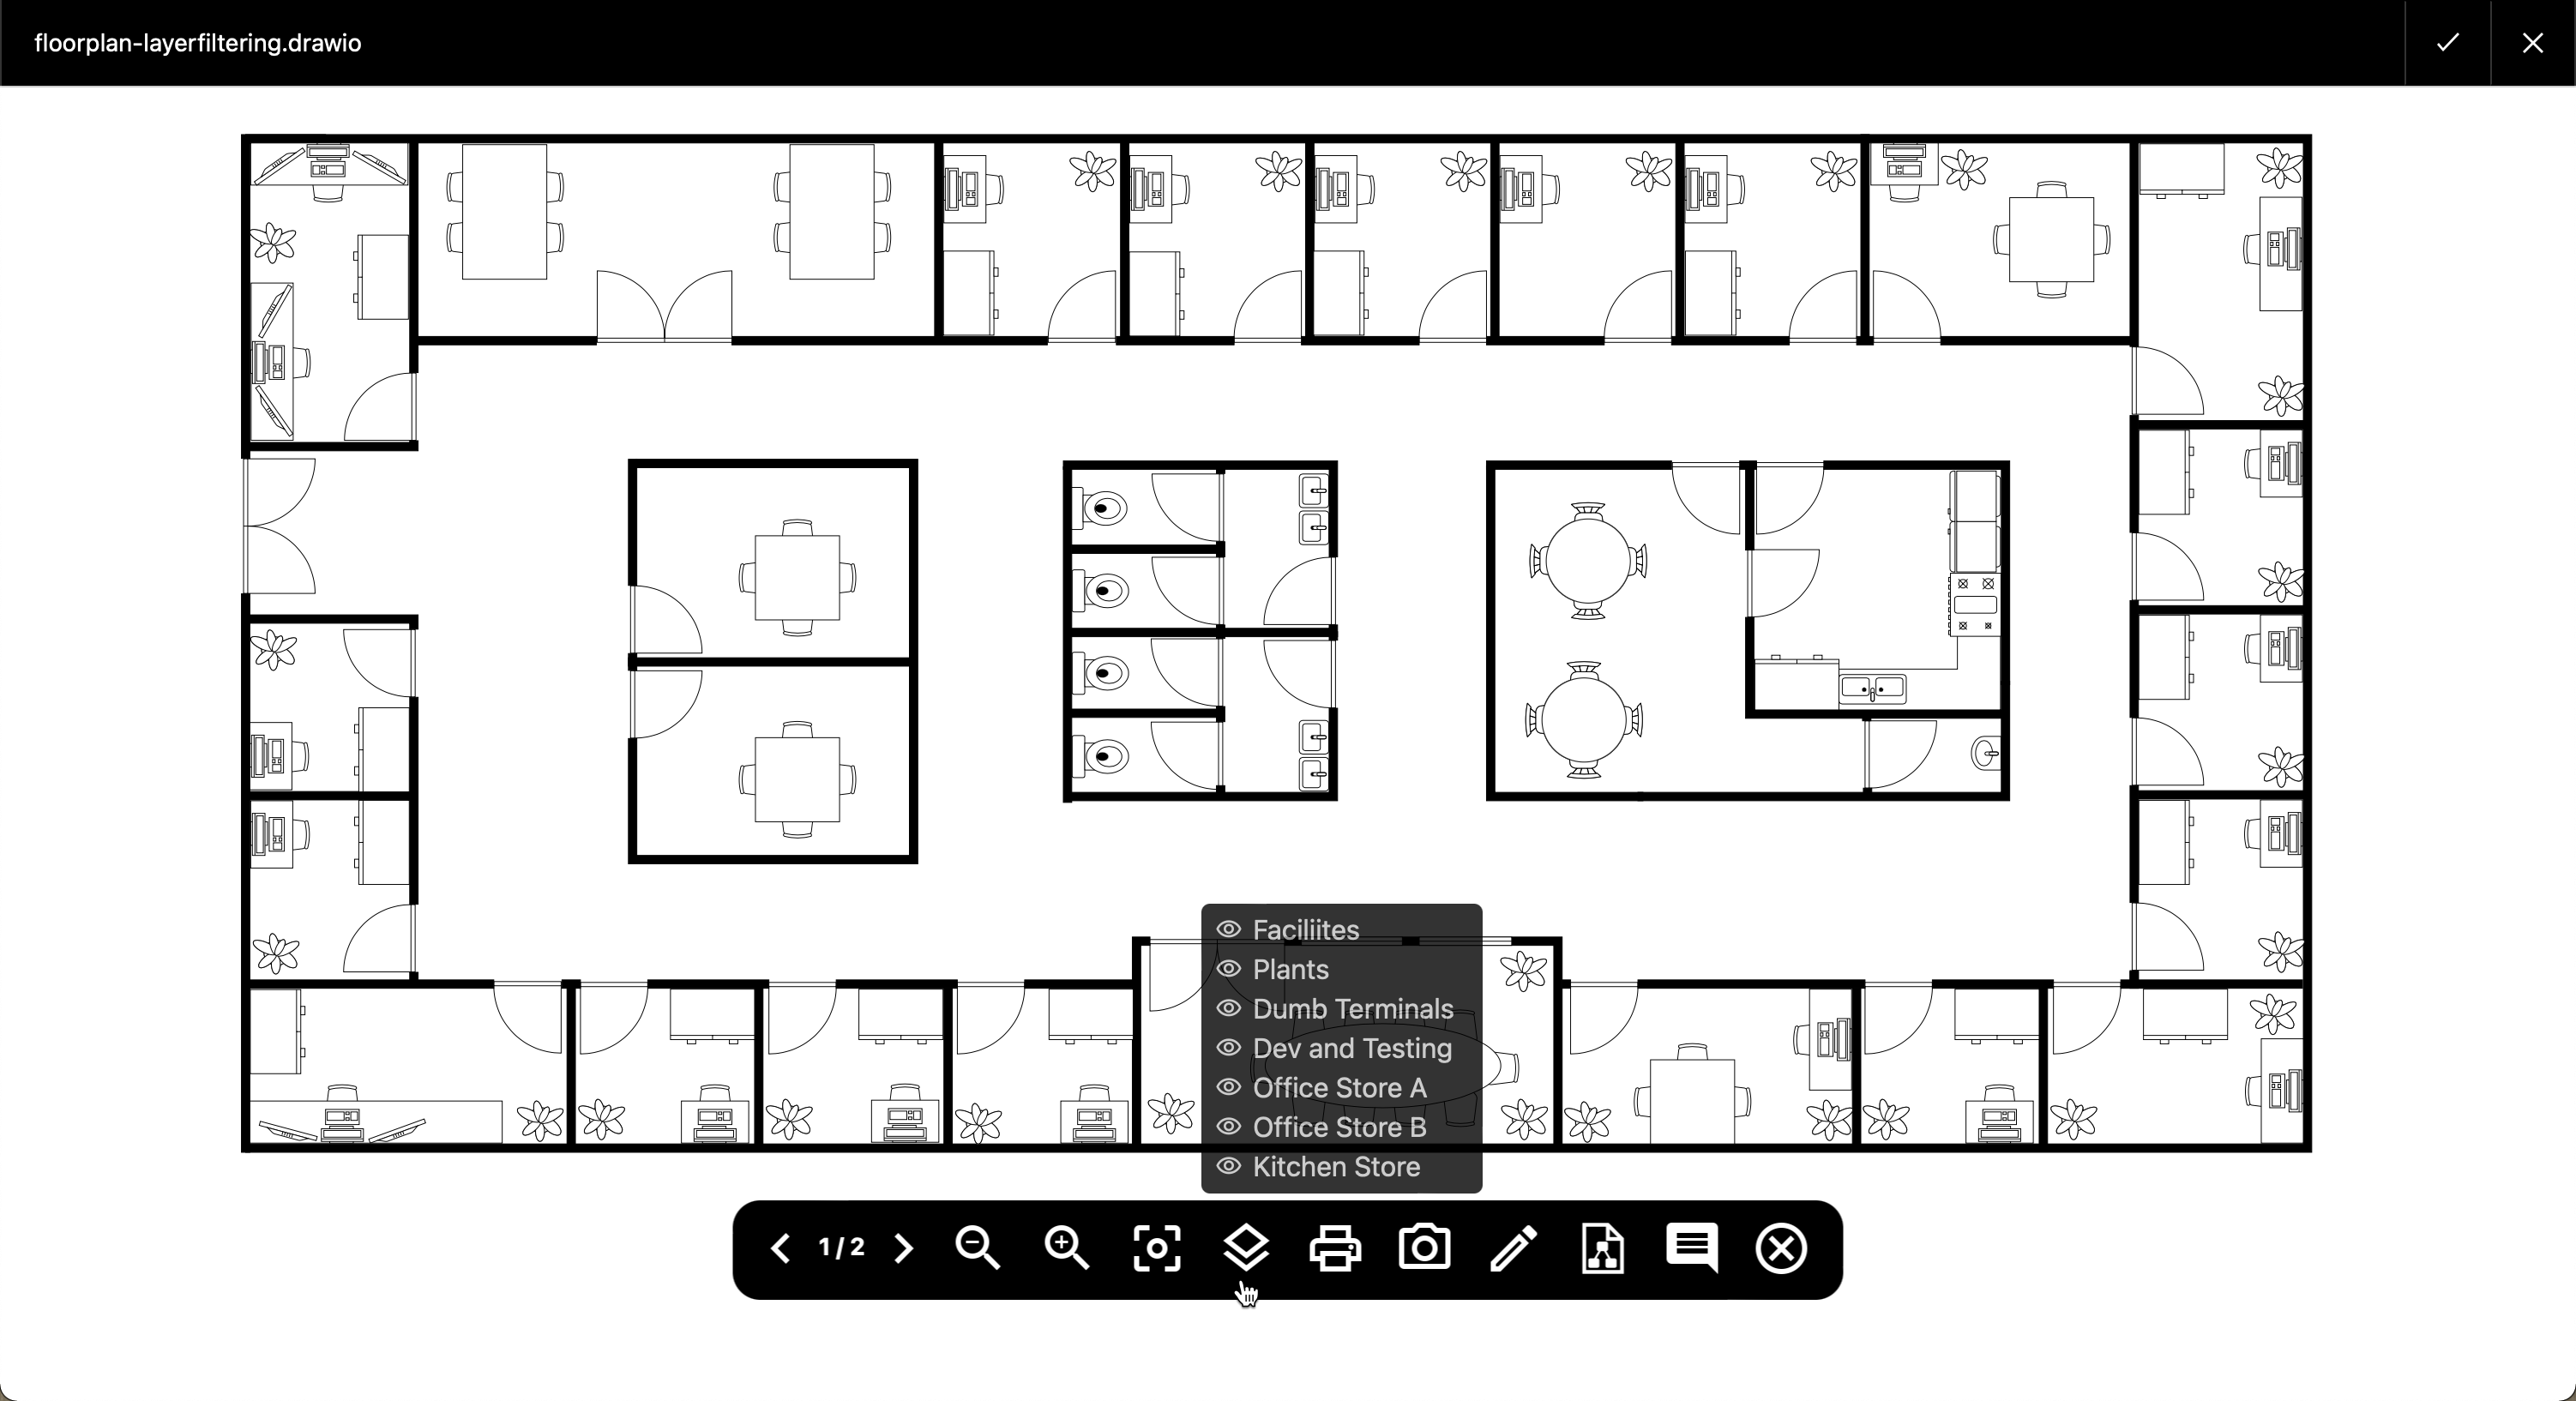 floorplan-layerfiltering.drawio
Faciliites
Plants
Dumb Terminals
Dev and Testing
Office Store A
Office Store B
Kitchen Store
1/2